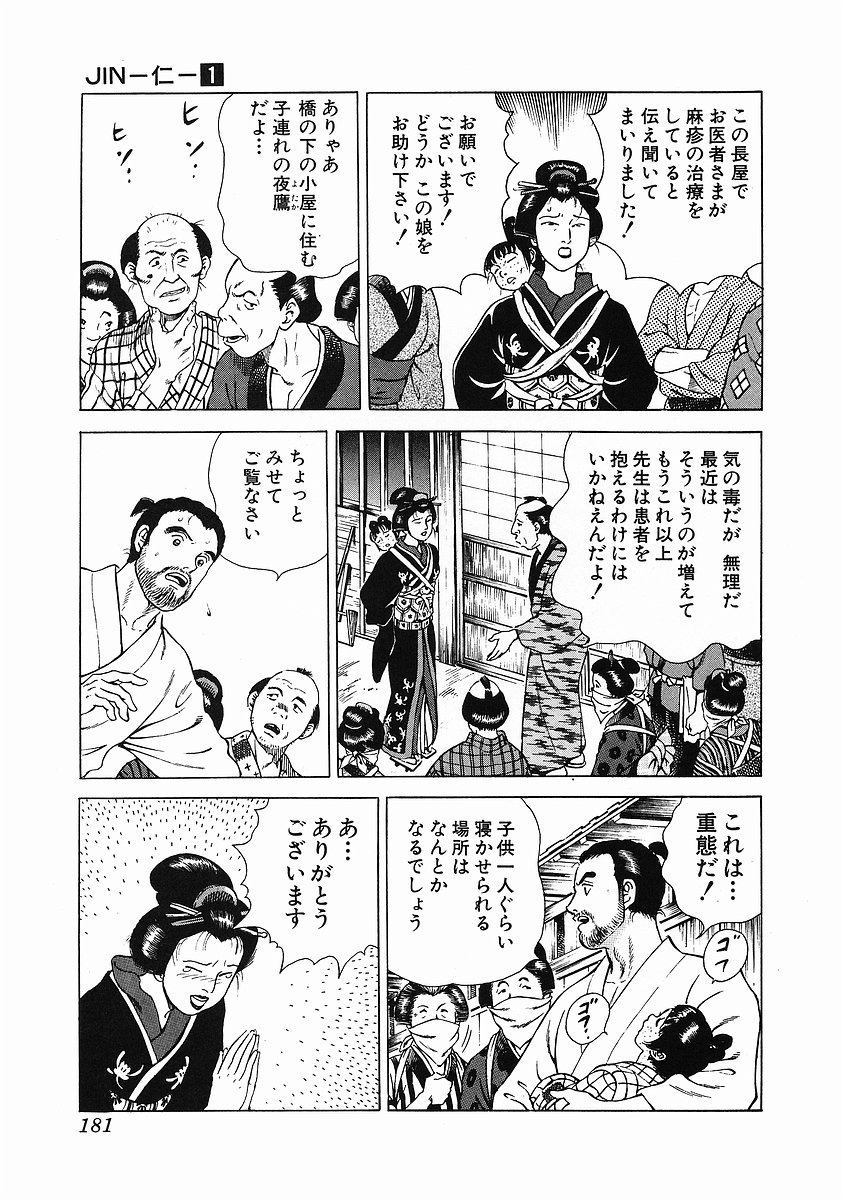 JIN－仁－1
この長屋で
お医者さまが
麻疹の治療を
していると
伝え聞いて
まいりました!
お願いで
ございます!
どうか この娘を
お助け下さい!
ありゃあ
橋の下の小屋に住む
子連れの夜鷹
よたか
だよ…
ヒソ
ヒソ
気の毒だが 無理だ
最近は
そういうのが増えて
もうこれ以上
先生は患者を
抱えるわけには
いかねえんだよ!
ちょっと
みせて
ご覧なさい
これは…
重態だ!
子供一人ぐらい
寝かせられる
場所は
なんとか
なるでしょう
ゴフ
ゴフ
あ…
ありがとう
ございます
181